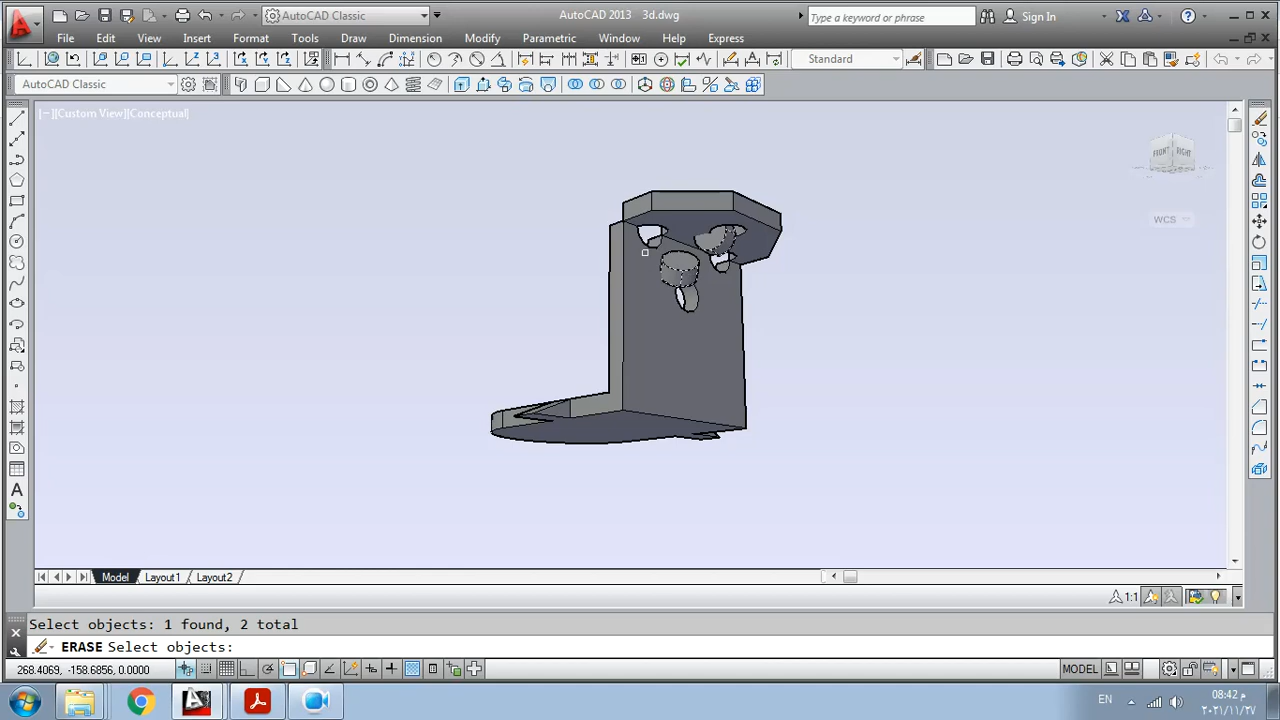 AutoCAD Classic
AutoCAD 2013 3d.dwg
Type a keyword or phrase
Sign In
File Edit View Insert Format Tools Draw Dimension Modify Parametric Window Help Express
Standard
AutoCAD Classic
[−][Custom View][Conceptual]
FRONT RIGHT
WCS
A
Model Layout1 Layout2
1:1
Select objects: 1 found, 2 total
ERASE Select objects:
268.4069, -158.6856, 0.0000
MODEL
EN
08:42 م
٢٠٢١/١١/٢٧